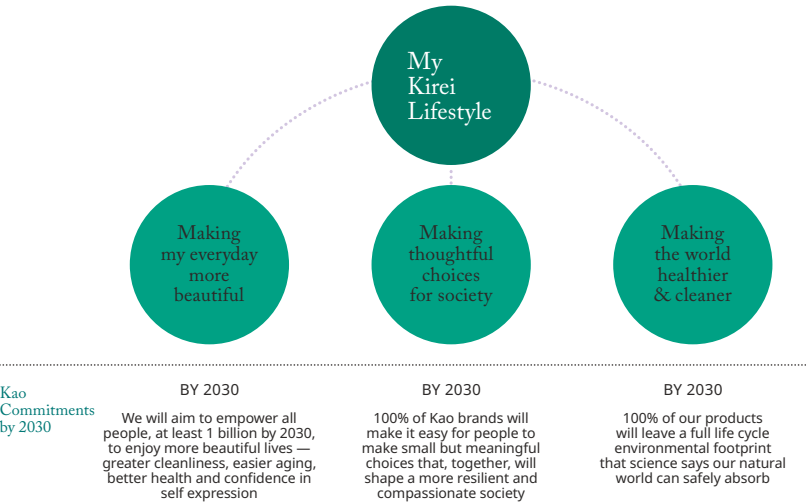 My
Kirei
Lifestyle
Making
my everyday
more
beautiful
Making
thoughtful
choices
for society
Making
the world
healthier
& cleaner
Kao
Commitments
by 2030
BY 2030
We will aim to empower all
people, at least 1 billion by 2030,
to enjoy more beautiful lives —
greater cleanliness, easier aging,
better health and confidence in
self expression
BY 2030
100% of Kao brands will
make it easy for people to
make small but meaningful
choices that, together, will
shape a more resilient and
compassionate society
BY 2030
100% of our products
will leave a full life cycle
environmental footprint
that science says our natural
world can safely absorb